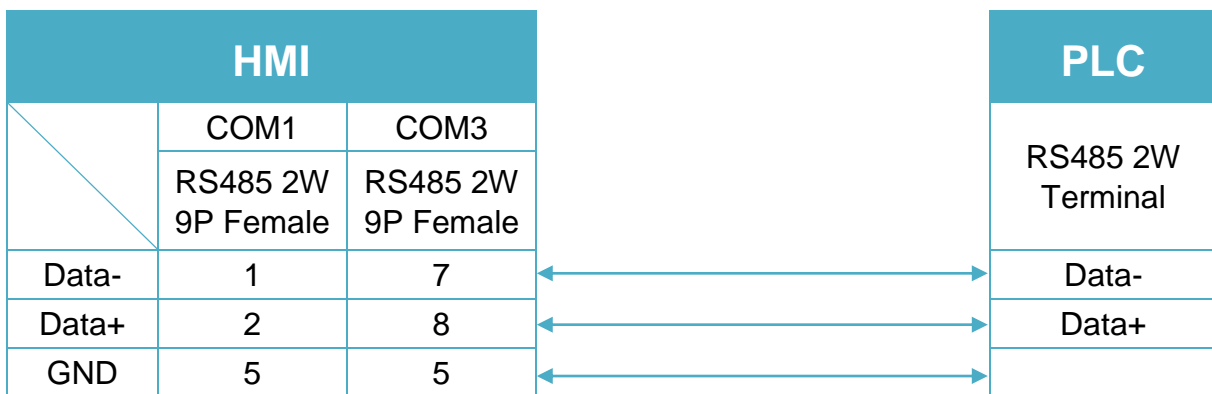 HMI PLC
COM1 COM3
RS485 2W RS485 2W RS485 2W
9P Female 9P Female Terminal
Data- 1 7 Data-
Data+ 2 8 Data+
GND 5 5